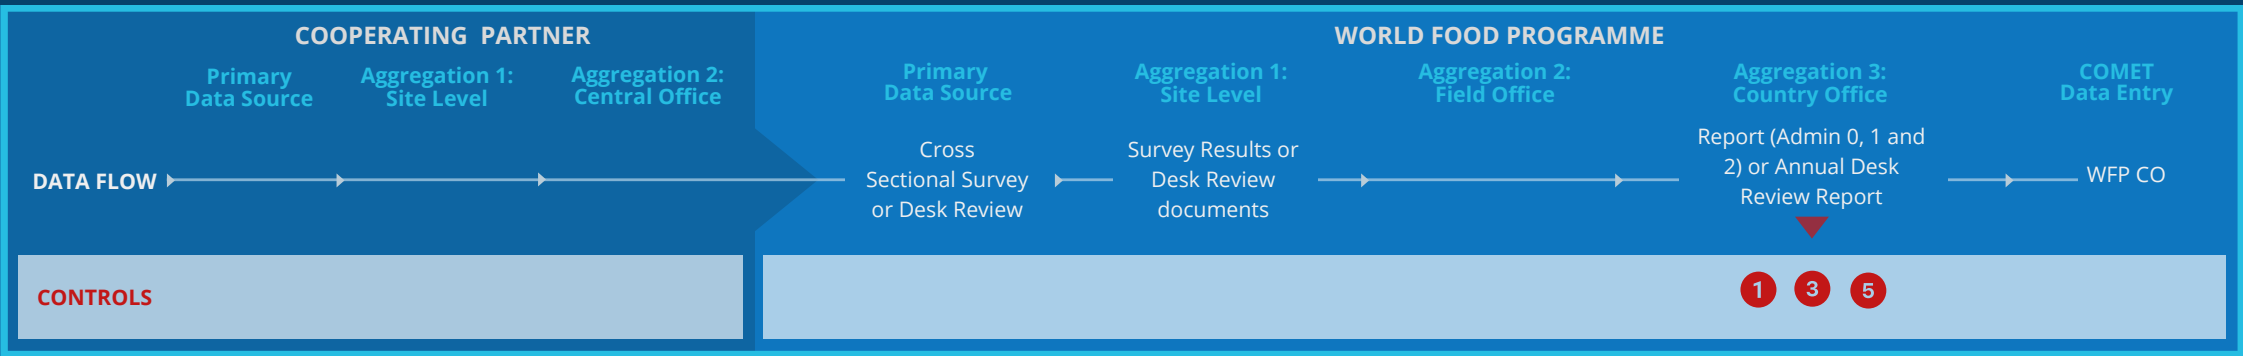 COOPERATING PARTNER
WORLD FOOD PROGRAMME
Primary
Data Source
Aggregation 1:
Site Level
Aggregation 2:
Central Office
Primary
Data Source
Aggregation 1:
Site Level
Aggregation 2:
Field Office
Aggregation 3:
Country Office
COMET
Data Entry
DATA FLOW
Cross
Sectional Survey
or Desk Review
Survey Results or
Desk Review
documents
Report (Admin 0, 1 and
2) or Annual Desk
Review Report
WFP CO
CONTROLS
1 3 5